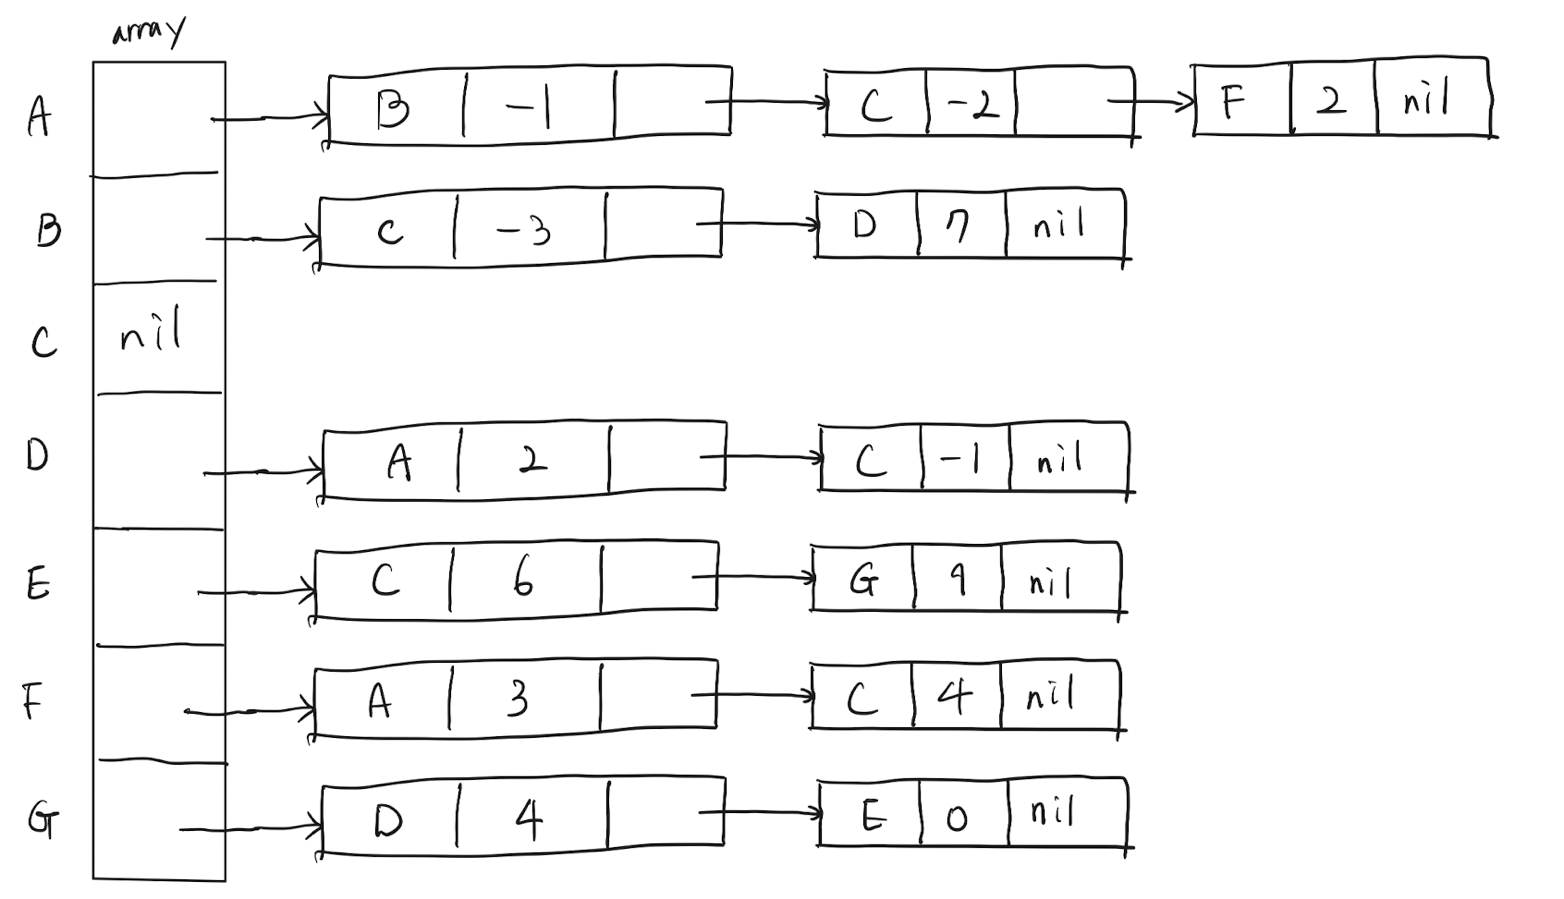 array
A B -1 C -2 F 2 nil
B C -3 D 7 nil
C nil
D A 2 C -1 nil
E C 6 G 9 nil
F A 3 C 4 nil
G D 4 E 0 nil